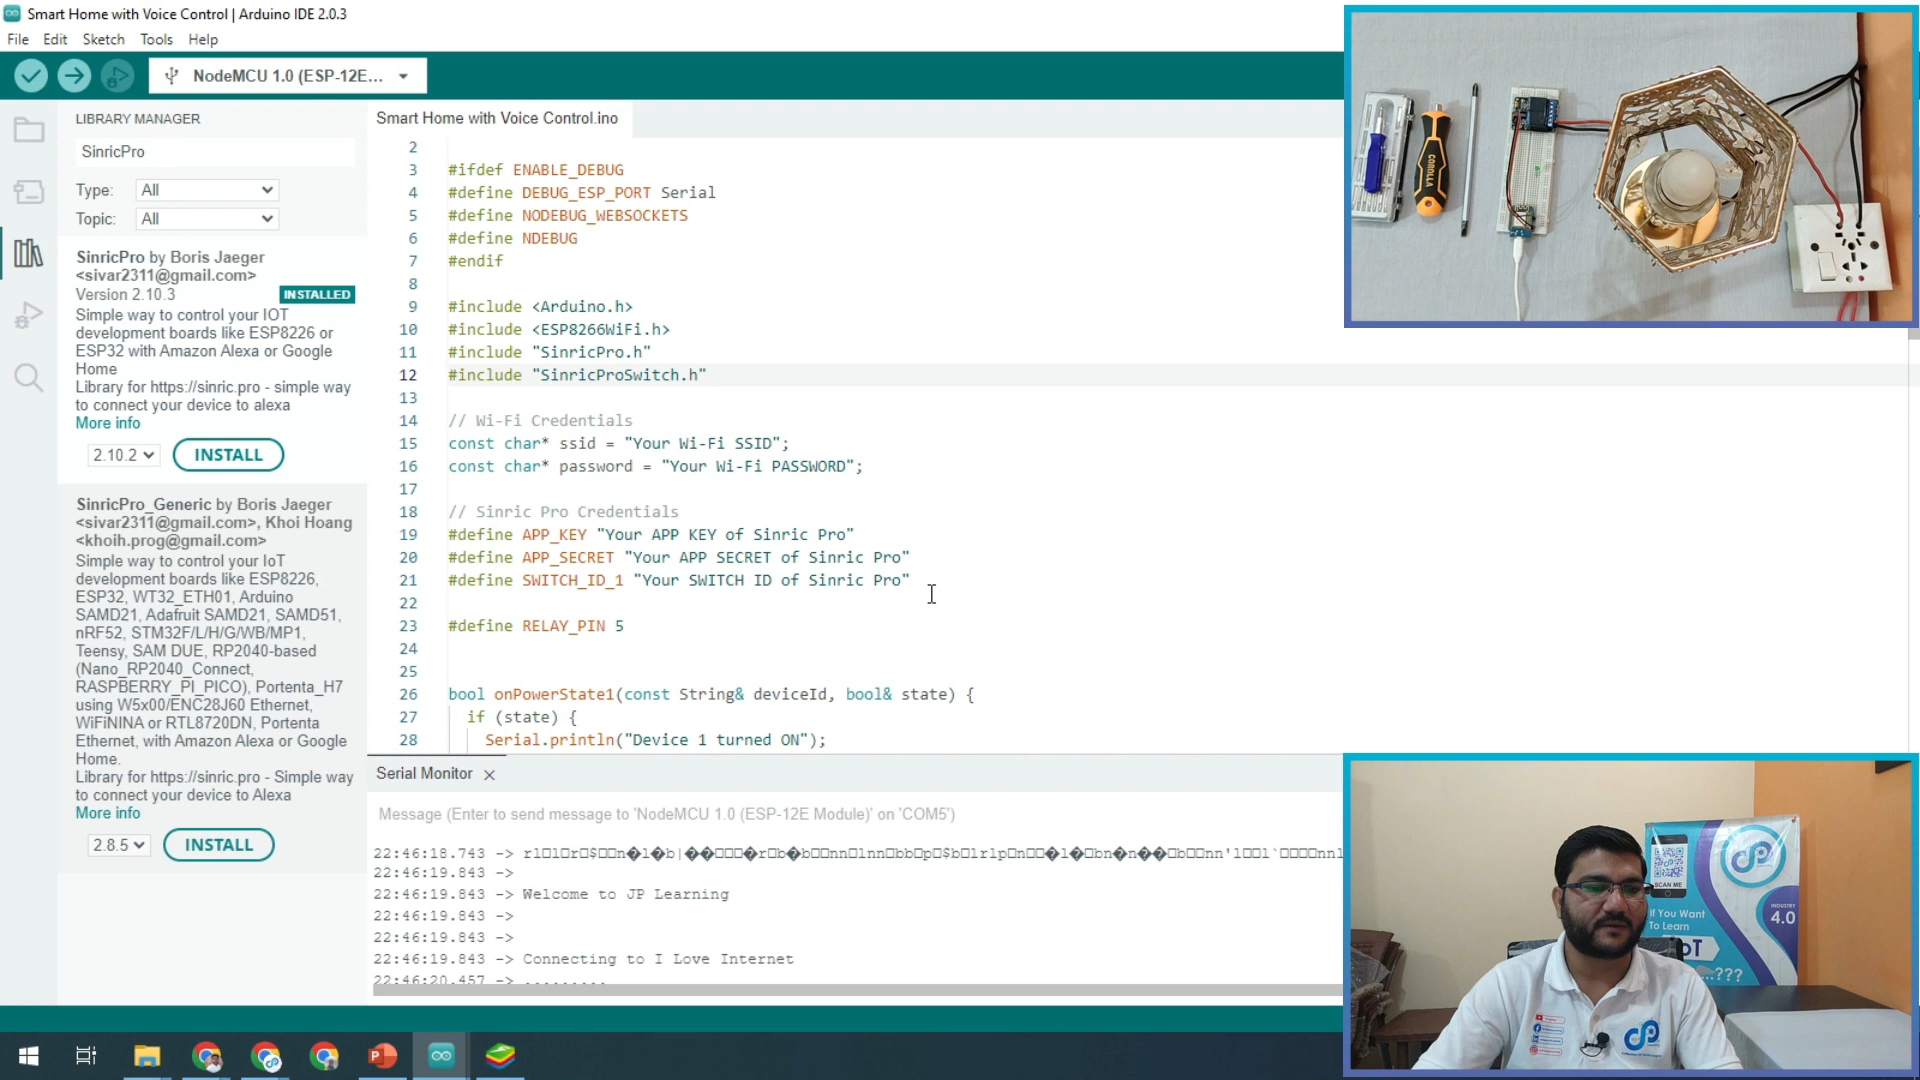 Smart Home with Voice Control | Arduino IDE 2.0.3
File Edit Sketch Tools Help
NodeMCU 1.0 (ESP-12E...
LIBRARY MANAGER
SinricPro
Type: All
Topic: All
SinricPro by Boris Jaeger
<sivar2311@gmail.com>
Version 2.10.3 INSTALLED
Simple way to control your IOT
development boards like ESP8226 or
ESP32 with Amazon Alexa or Google
Home
Library for https://sinric.pro - simple way
to connect your device to alexa
More info
2.10.2 INSTALL
SinricPro_Generic by Boris Jaeger
<sivar2311@gmail.com>, Khoi Hoang
<khoih.prog@gmail.com>
Simple way to control your IoT
development boards like ESP8226,
ESP32, WT32_ETH01, Arduino
SAMD21, Adafruit SAMD21, SAMD51,
nRF52, STM32F/L/H/G/WB/MP1,
Teensy, SAM DUE, RP2040-based
(Nano_RP2040_Connect,
RASPBERRY_PI_PICO), Portenta_H7
using W5x00/ENC28J60 Ethernet,
WiFiNINA or RTL8720DN, Portenta
Ethernet, with Amazon Alexa or Google
Home.
Library for https://sinric.pro - Simple way
to connect your device to Alexa
More info
2.8.5 INSTALL
Smart Home with Voice Control.ino
2
3 #ifdef ENABLE_DEBUG
4 #define DEBUG_ESP_PORT Serial
5 #define NODEBUG_WEBSOCKETS
6 #define NDEBUG
7 #endif
8
9 #include <Arduino.h>
10 #include <ESP8266WiFi.h>
11 #include "SinricPro.h"
12 #include "SinricProSwitch.h"
13
14 // Wi-Fi Credentials
15 const char* ssid = "Your Wi-Fi SSID";
16 const char* password = "Your Wi-Fi PASSWORD";
17
18 // Sinric Pro Credentials
19 #define APP_KEY "Your APP KEY of Sinric Pro"
20 #define APP_SECRET "Your APP SECRET of Sinric Pro"
21 #define SWITCH_ID_1 "Your SWITCH ID of Sinric Pro"
22
23 #define RELAY_PIN 5
24
25
26 bool onPowerState1(const String& deviceId, bool& state) {
27 if (state) {
28 Serial.println("Device 1 turned ON");
Serial Monitor
Message (Enter to send message to 'NodeMCU 1.0 (ESP-12E Module)' on 'COM5')
22:46:18.743 ->
22:46:19.843 ->
22:46:19.843 -> Welcome to JP Learning
22:46:19.843 ->
22:46:19.843 ->
22:46:19.843 -> Connecting to I Love Internet
22:46:20.457 -> .........
COROLLA
SCAN ME
If You Want
To Learn
IoT
...???
INDUSTRY
4.0